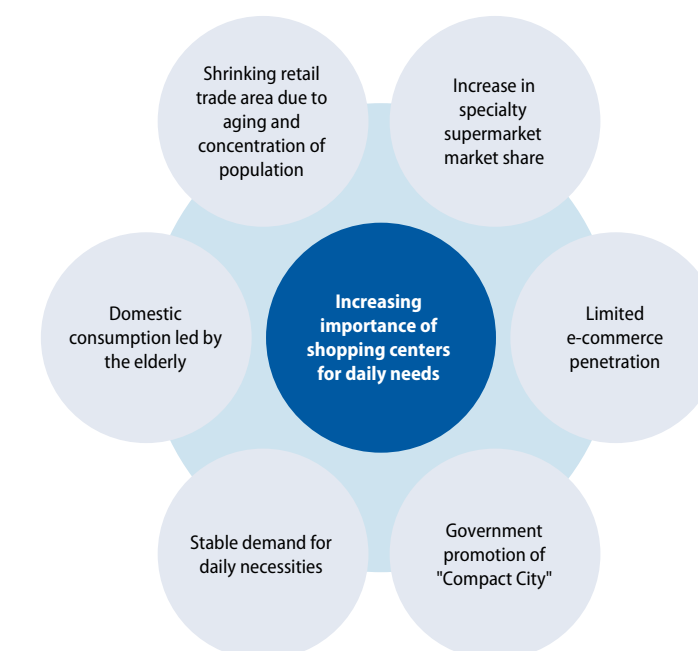 Shrinking retail
trade area due to
aging and
concentration of
population
Increase in
specialty
supermarket
market share
Domestic
consumption led by
the elderly
Increasing
importance of
shopping centers
for daily needs
Limited
e-commerce
penetration
Stable demand for
daily necessities
Government
promotion of
"Compact City"